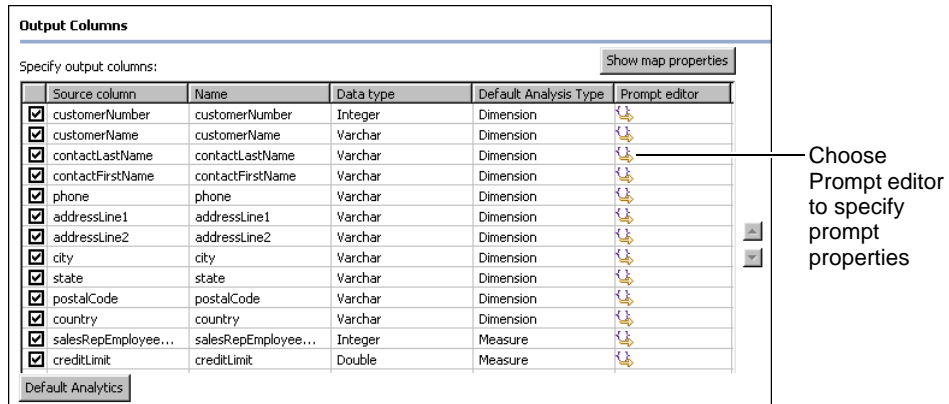 Output Columns
Specify output columns:
Show map properties
Source column Name Data type Default Analysis Type Prompt editor
customerNumber customerNumber Integer Dimension
customerName customerName Varchar Dimension
contactLastName contactLastName Varchar Dimension
contactFirstName contactFirstName Varchar Dimension
phone phone Varchar Dimension
addressLine1 addressLine1 Varchar Dimension
addressLine2 addressLine2 Varchar Dimension
city city Varchar Dimension
state state Varchar Dimension
postalCode postalCode Varchar Dimension
country country Varchar Dimension
salesRepEmployee... salesRepEmployee... Integer Measure
creditLimit creditLimit Double Measure
Default Analytics
Choose
Prompt editor
to specify
prompt
properties